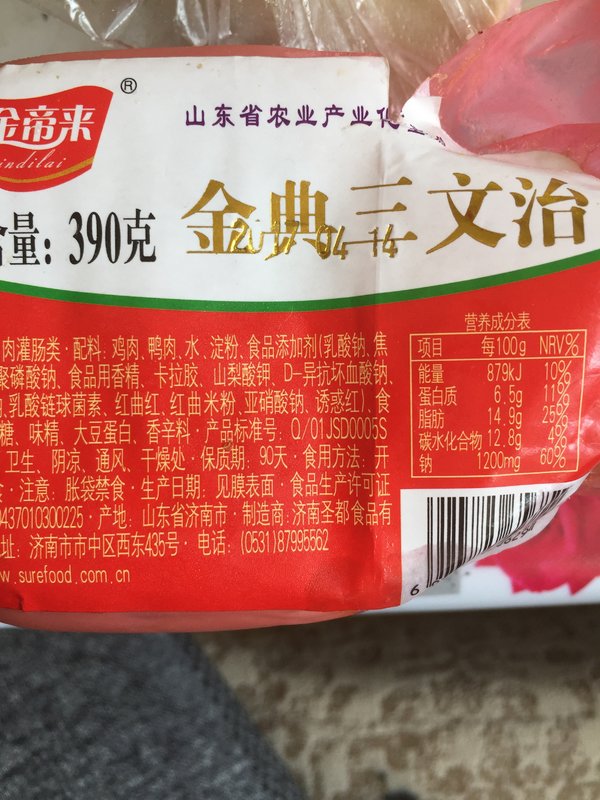 金帝来
®
indilai
山东省农业产业化
量: 390克
金典三文治
2017 04 14
肉灌肠类·配料: 鸡肉、鸭肉、水、淀粉、食品添加剂(乳酸钠、焦
聚磷酸钠、食品用香精、卡拉胶、山梨酸钾、D-异抗坏血酸钠、
、乳酸链球菌素、红曲红、红曲米粉、亚硝酸钠、诱惑红)、食
糖、味精、大豆蛋白、香辛料·产品标准号: Q/01JSD0005S
卫生、阴凉、通风、干燥处·保质期: 90天·食用方法: 开
·注意: 胀袋禁食·生产日期: 见膜表面·食品生产许可证
0437010300225·产地: 山东省济南市·制造商: 济南圣都食品有
址: 济南市市中区西东435号·电话: (0531)87995562
w.surefood.com.cn
营养成分表
项目 每100g NRV%
能量 879kJ 10%
蛋白质 6.5g 11%
脂肪 14.9g 25%
碳水化合物 12.8g 4%
钠 1200mg 60%
6